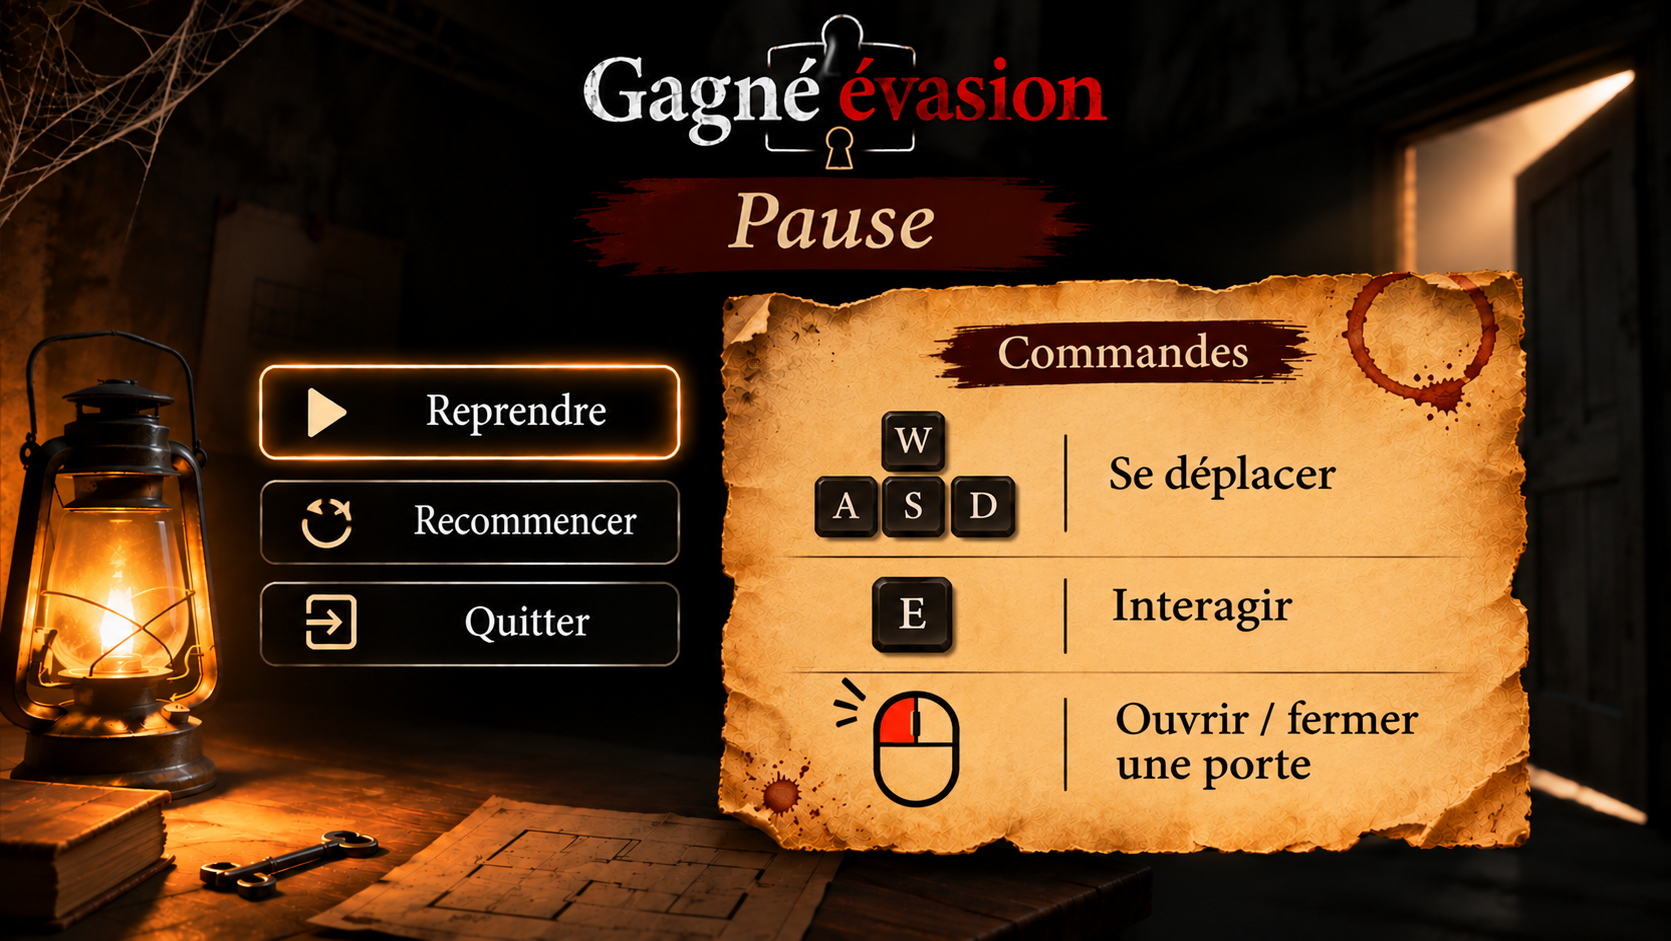 Gagné évasion
Pause
Reprendre
Recommencer
Quitter
Commandes
W
A S D
Se déplacer
E
Interagir
Ouvrir / fermer
une porte